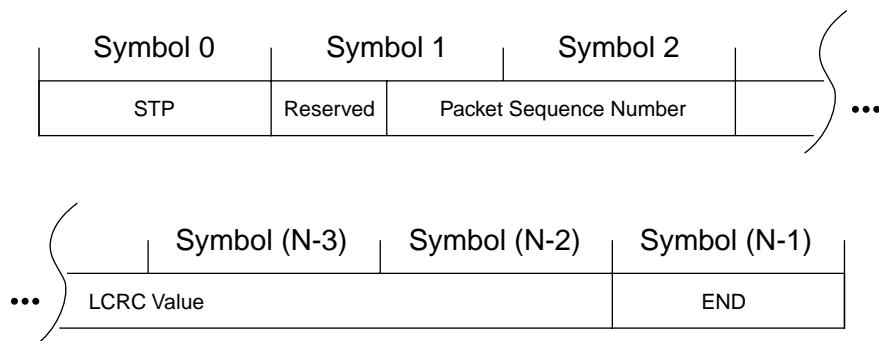 Symbol 0 Symbol 1 Symbol 2
STP Reserved Packet Sequence Number
•••
Symbol (N-3) Symbol (N-2) Symbol (N-1)
••• LCRC Value END